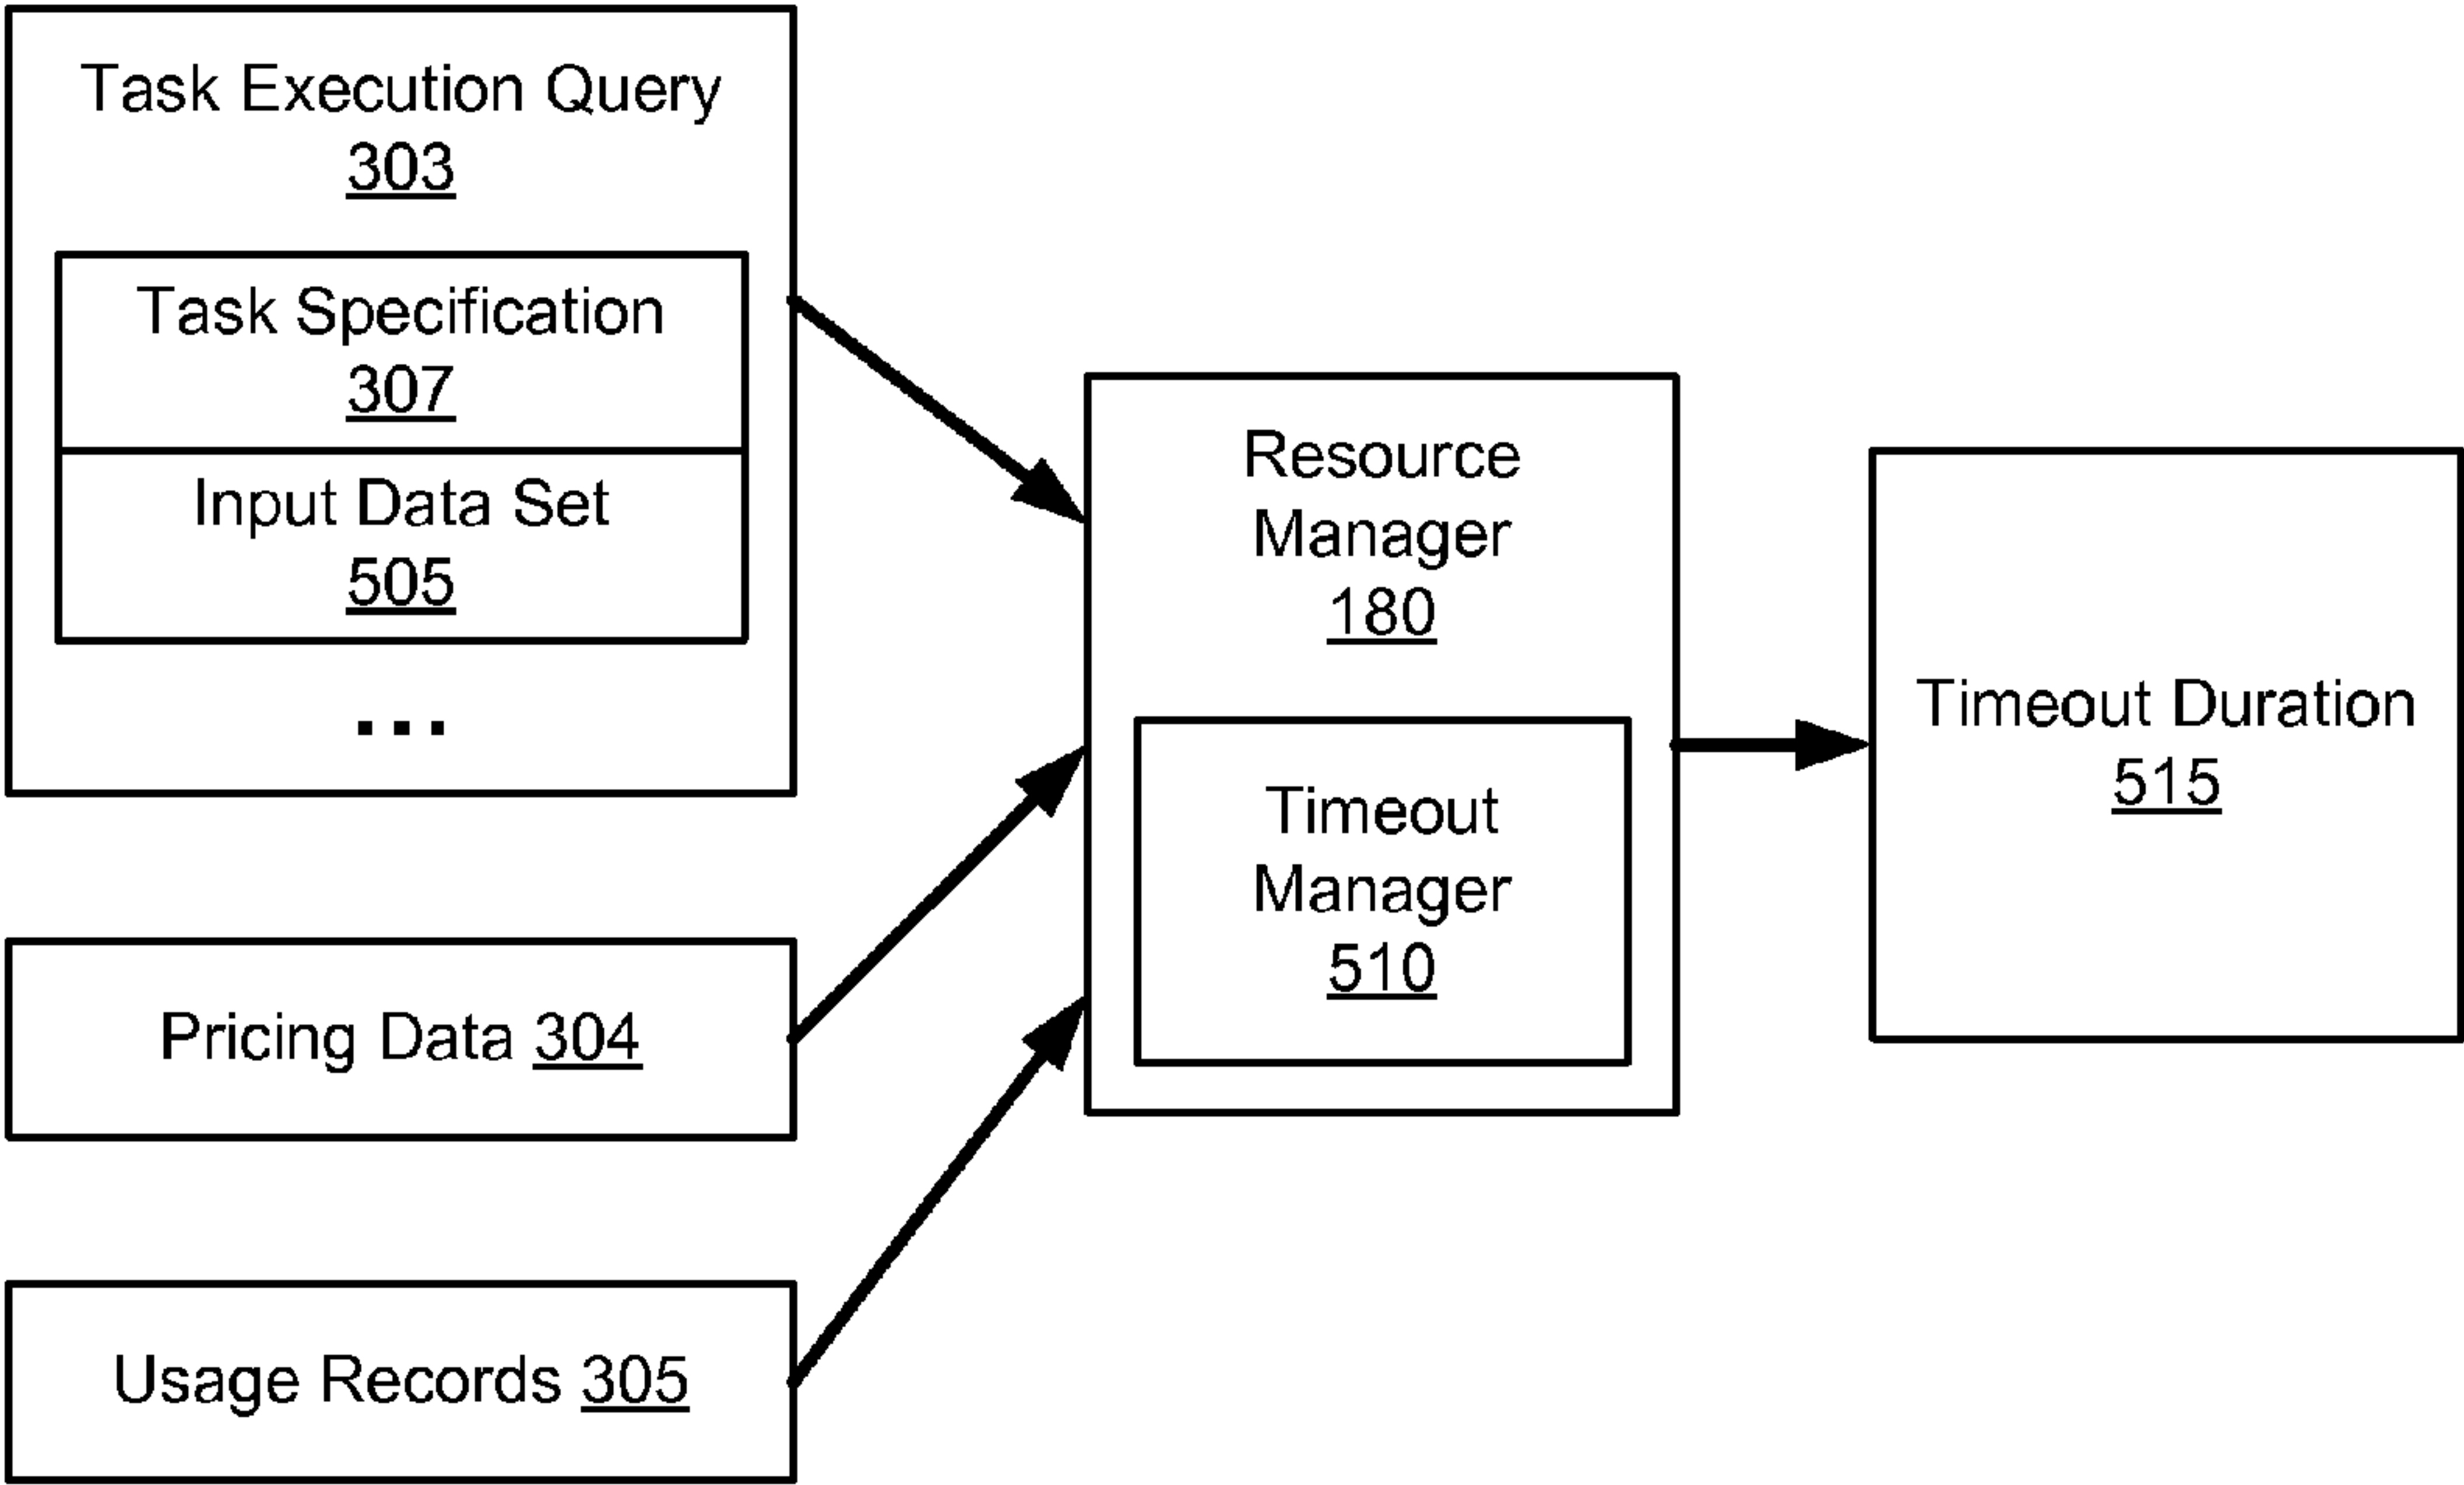 Task Execution Query
303
Task Specification
307
Input Data Set
505
...
Pricing Data 304
Usage Records 305
Resource
Manager
180
Timeout
Manager
510
Timeout Duration
515